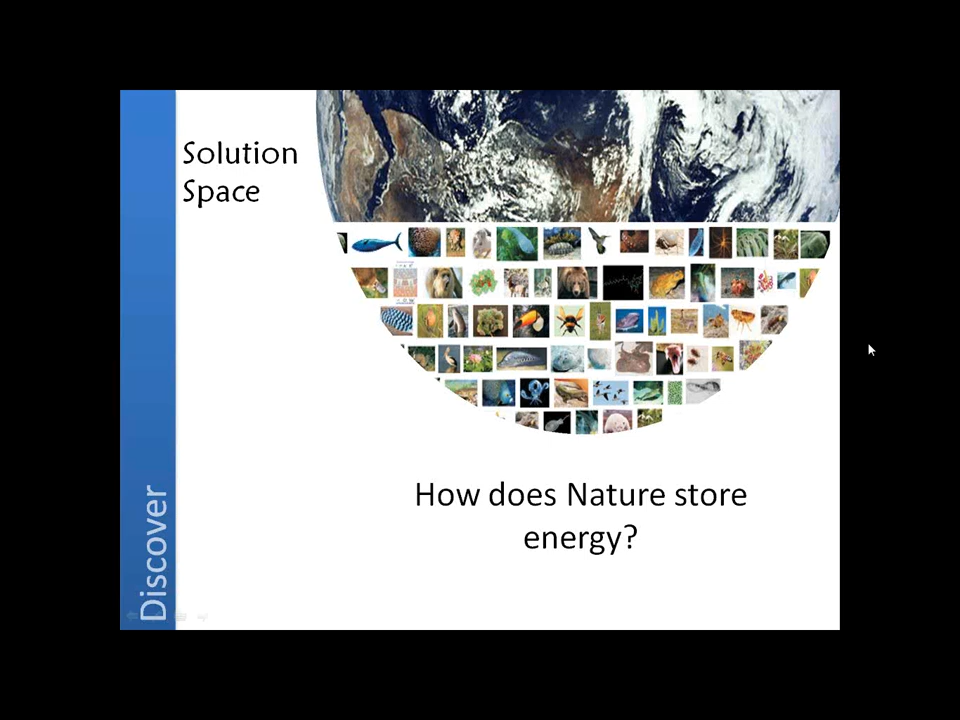 Solution
Space
How does Nature store
energy?
Discover